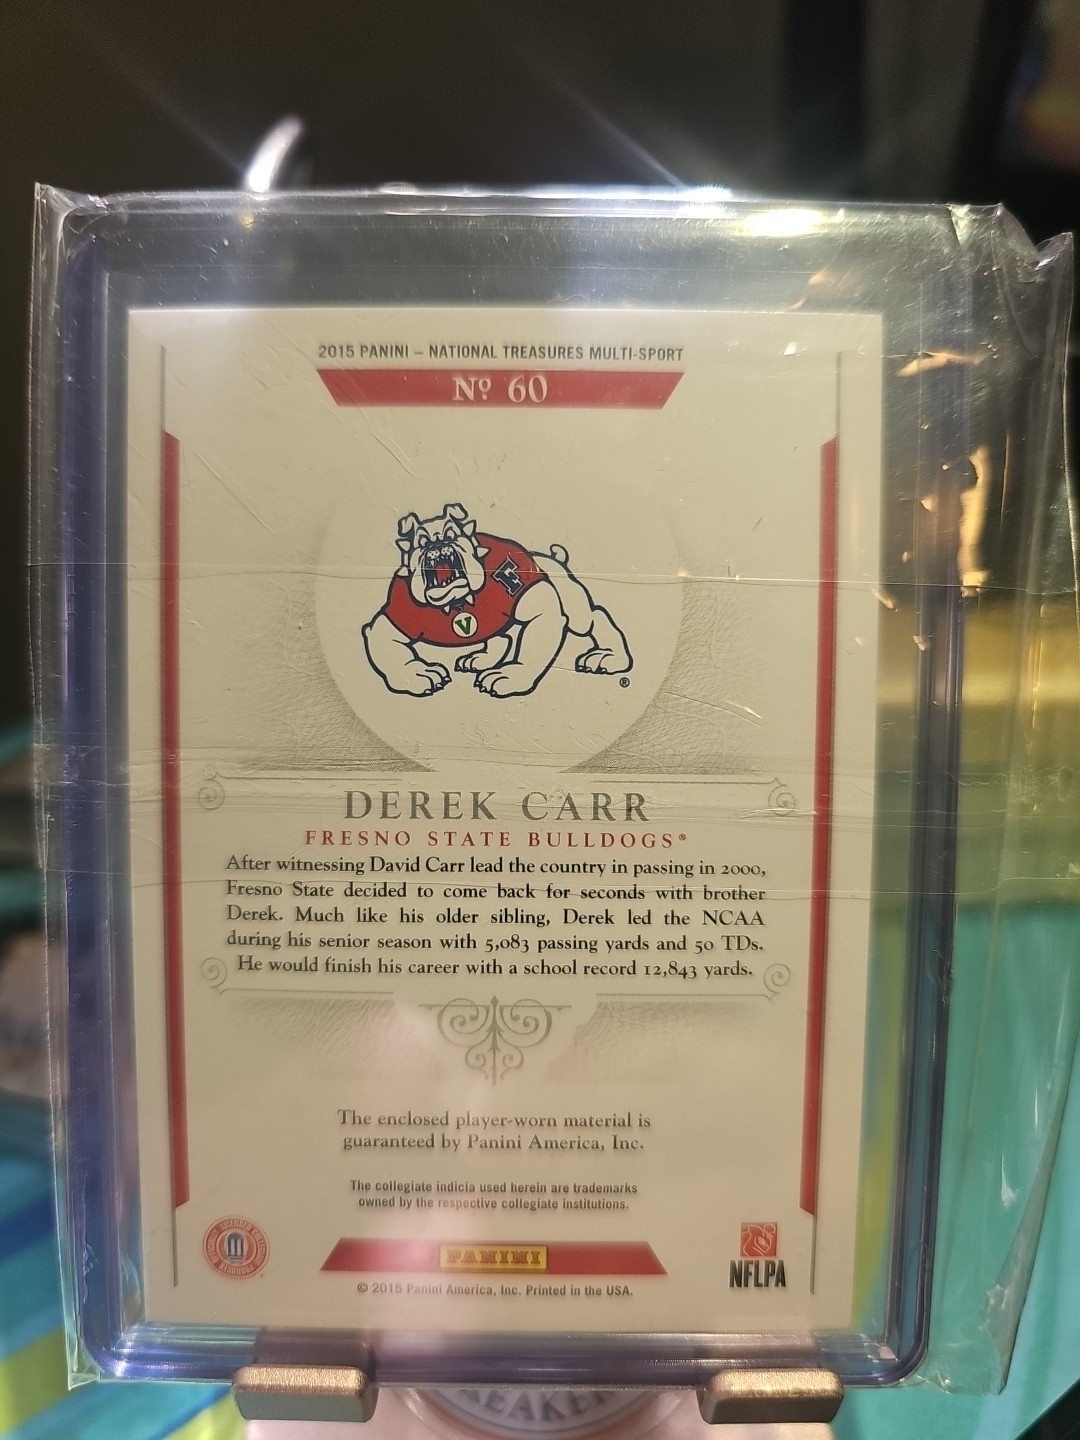 2015 PANINI – NATIONAL TREASURES MULTI-SPORT
Nº 60
F
V
®
DEREK CARR
FRESNO STATE BULLDOGS®
After witnessing David Carr lead the country in passing in 2000,
Fresno State decided to come back for seconds with brother
Derek. Much like his older sibling, Derek led the NCAA
during his senior season with 5,083 passing yards and 50 TDs.
He would finish his career with a school record 12,843 yards.
The enclosed player-worn material is
guaranteed by Panini America, Inc.
The collegiate indicia used herein are trademarks
owned by the respective collegiate institutions.
PANINI
NFLPA
© 2015 Panini America, Inc. Printed in the USA.